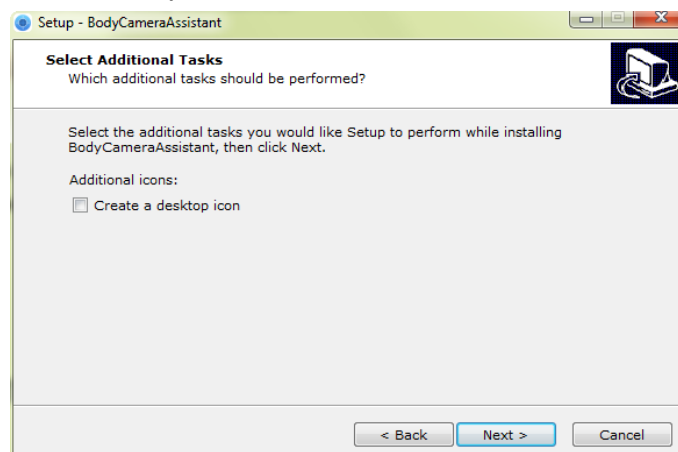 Setup - BodyCameraAssistant
Select Additional Tasks
Which additional tasks should be performed?
Select the additional tasks you would like Setup to perform while installing
BodyCameraAssistant, then click Next.
Additional icons:
Create a desktop icon
< Back Next > Cancel